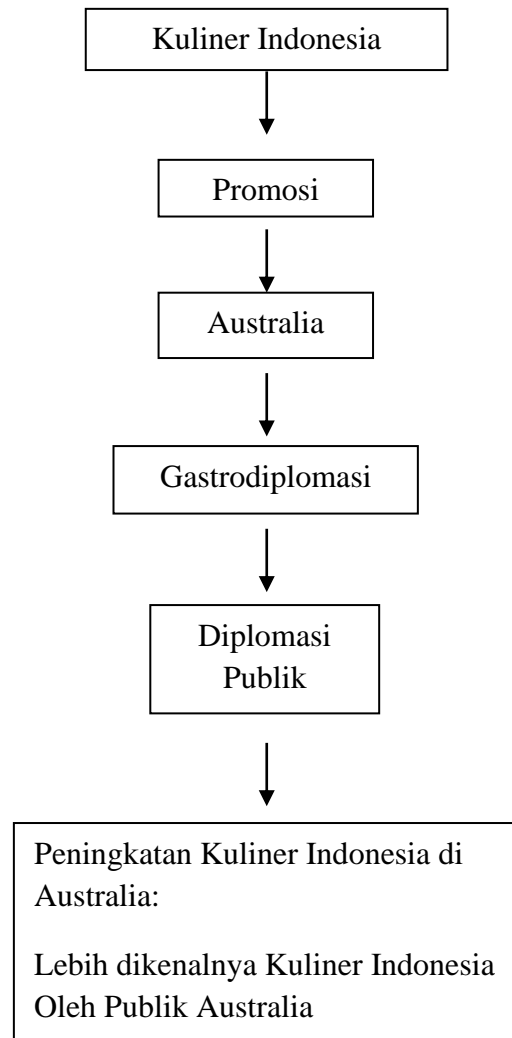 Kuliner Indonesia
Promosi
Australia
Gastrodiplomasi
Diplomasi
Publik
Peningkatan Kuliner Indonesia di
Australia:
Lebih dikenalnya Kuliner Indonesia
Oleh Publik Australia